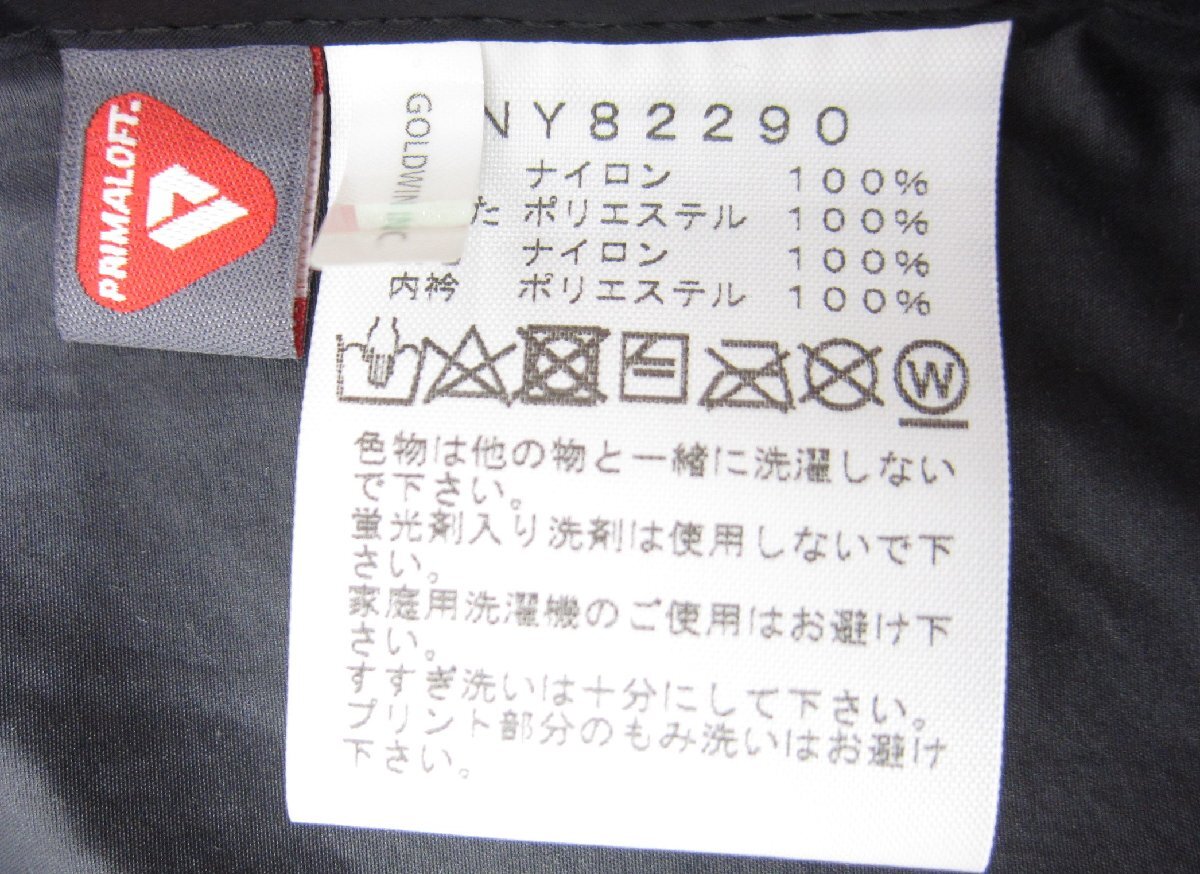 PRIMALOFT.
GOLDWIN INC
NY82290
ナイロン 100%
た ポリエステル 100%
ナイロン 100%
内衿 ポリエステル 100%
W
色物は他の物と一緒に洗濯しない
で下さい。
蛍光剤入り洗剤は使用しないで下
さい。
家庭用洗濯機のご使用はお避け下
さい。
すすぎ洗いは十分にして下さい。
プリント部分のもみ洗いはお避け
下さい。